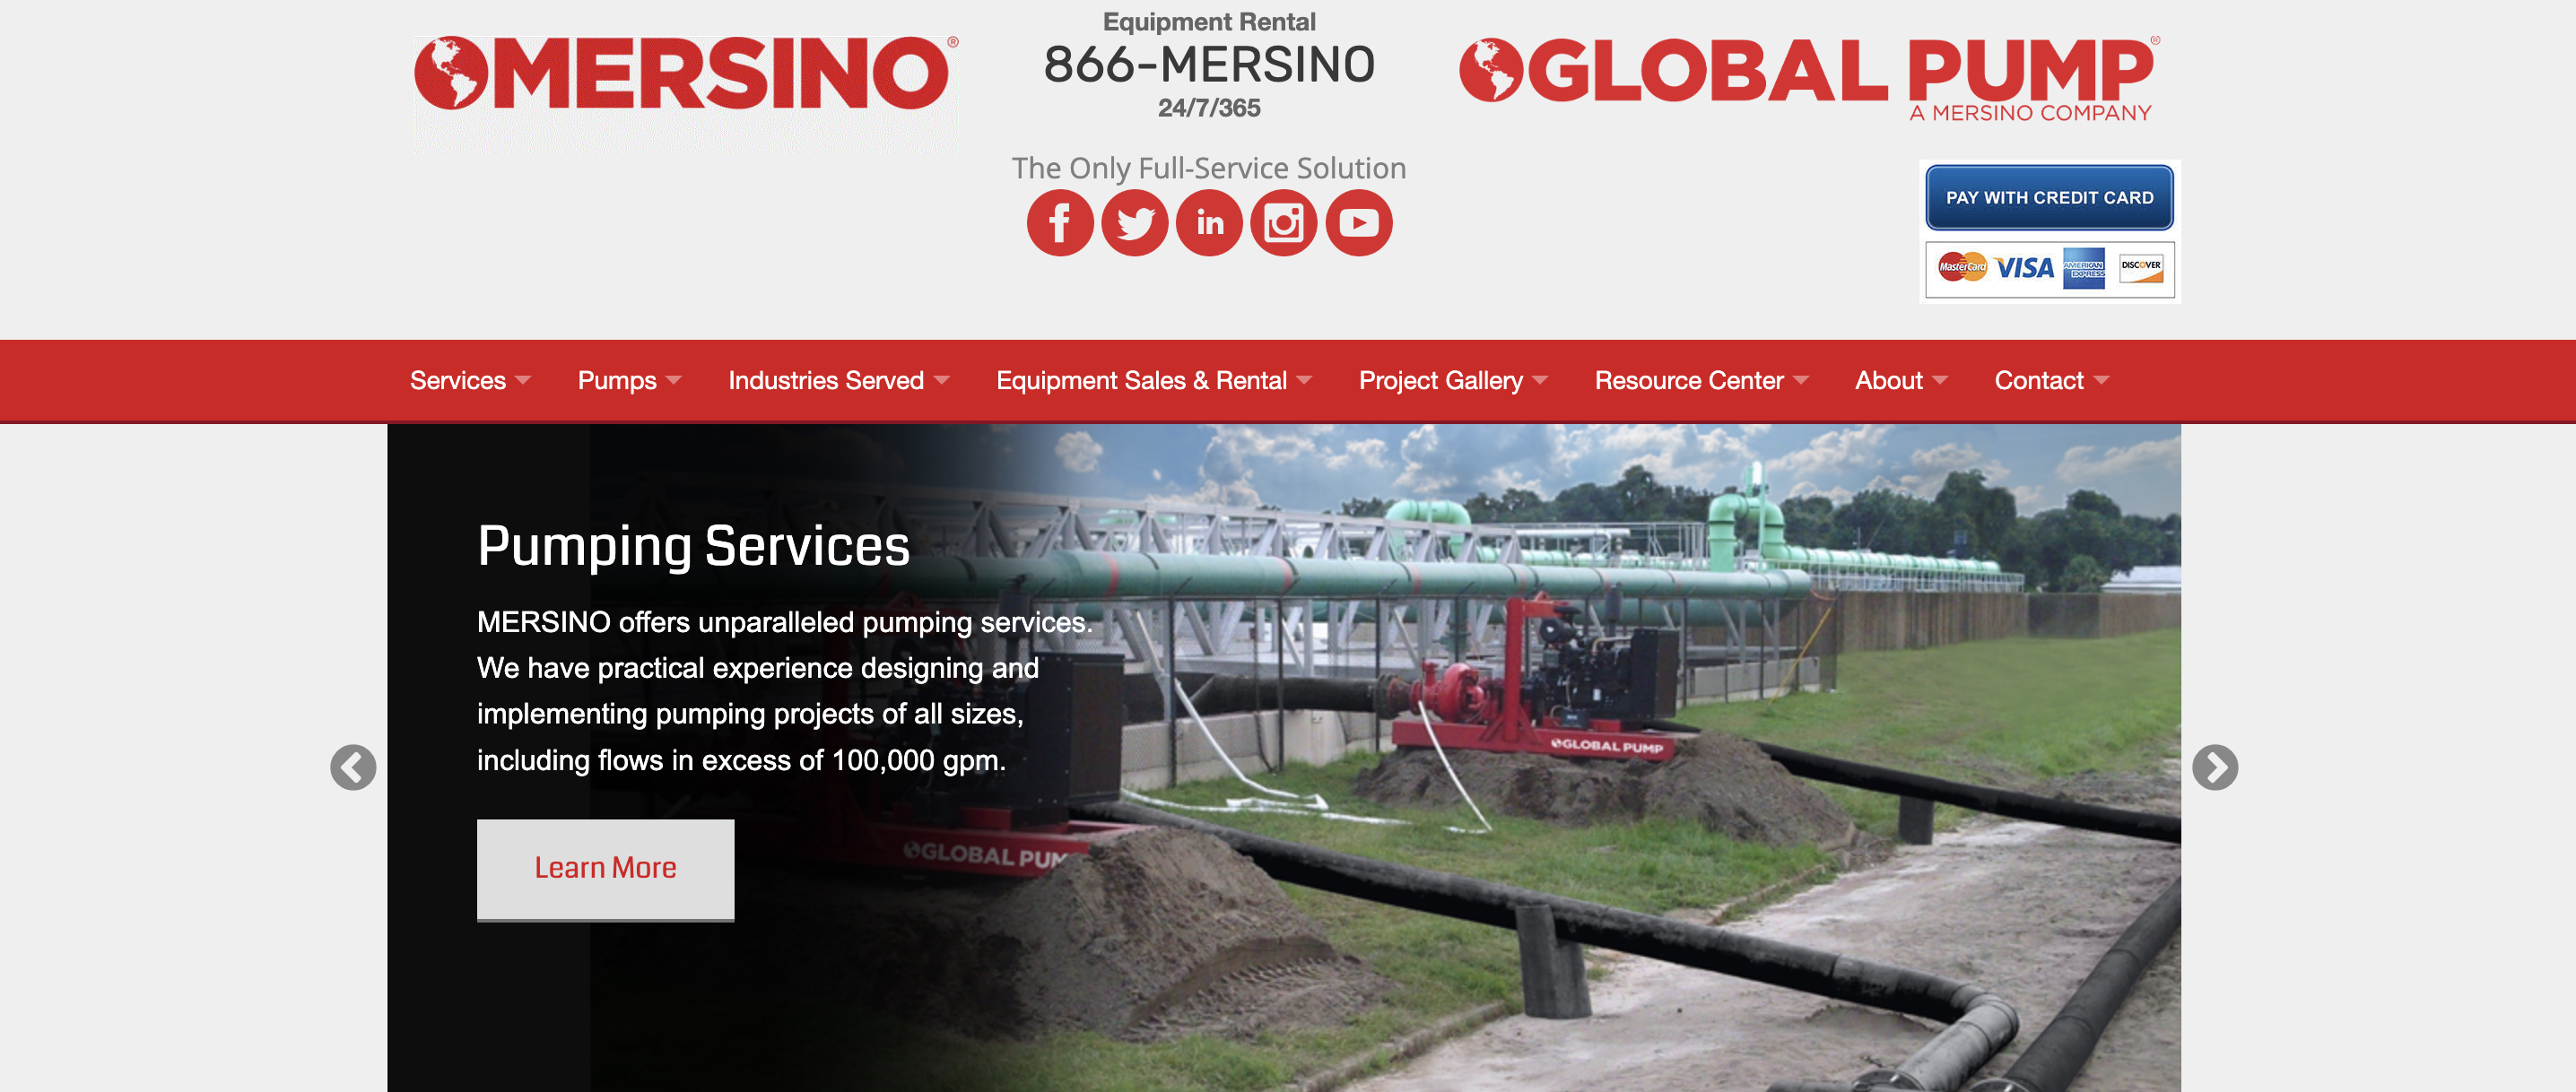 MERSINO®
Equipment Rental
866-MERSINO
24/7/365
GLOBAL PUMP®
A MERSINO COMPANY
The Only Full-Service Solution
PAY WITH CREDIT CARD
MasterCard VISA AMERICAN EXPRESS DISCOVER
Services Pumps Industries Served Equipment Sales & Rental Project Gallery Resource Center About Contact
Pumping Services
MERSINO offers unparalleled pumping services.
We have practical experience designing and
implementing pumping projects of all sizes,
including flows in excess of 100,000 gpm.
Learn More
GLOBAL PUMP
GLOBAL PUM